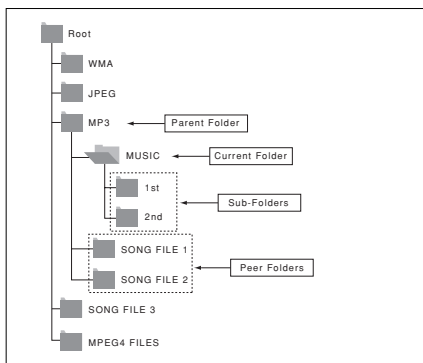 Root
WMA
JPEG
MP3
Parent Folder
MUSIC
Current Folder
1st
2nd
Sub-Folders
SONG FILE 1
SONG FILE 2
Peer Folders
SONG FILE 3
MPEG4 FILES